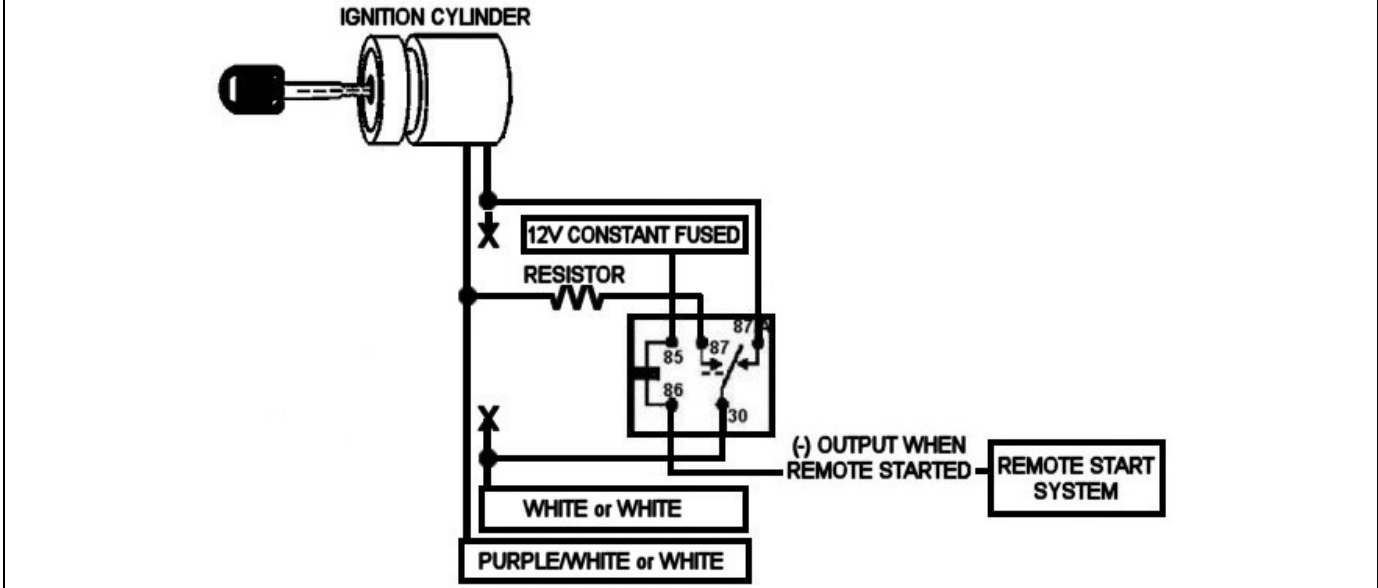 IGNITION CYLINDER
X
12V CONSTANT FUSED
RESISTOR
87A
85
87
86
30
X
(-) OUTPUT WHEN
REMOTE STARTED
REMOTE START
SYSTEM
WHITE or WHITE
PURPLE/WHITE or WHITE